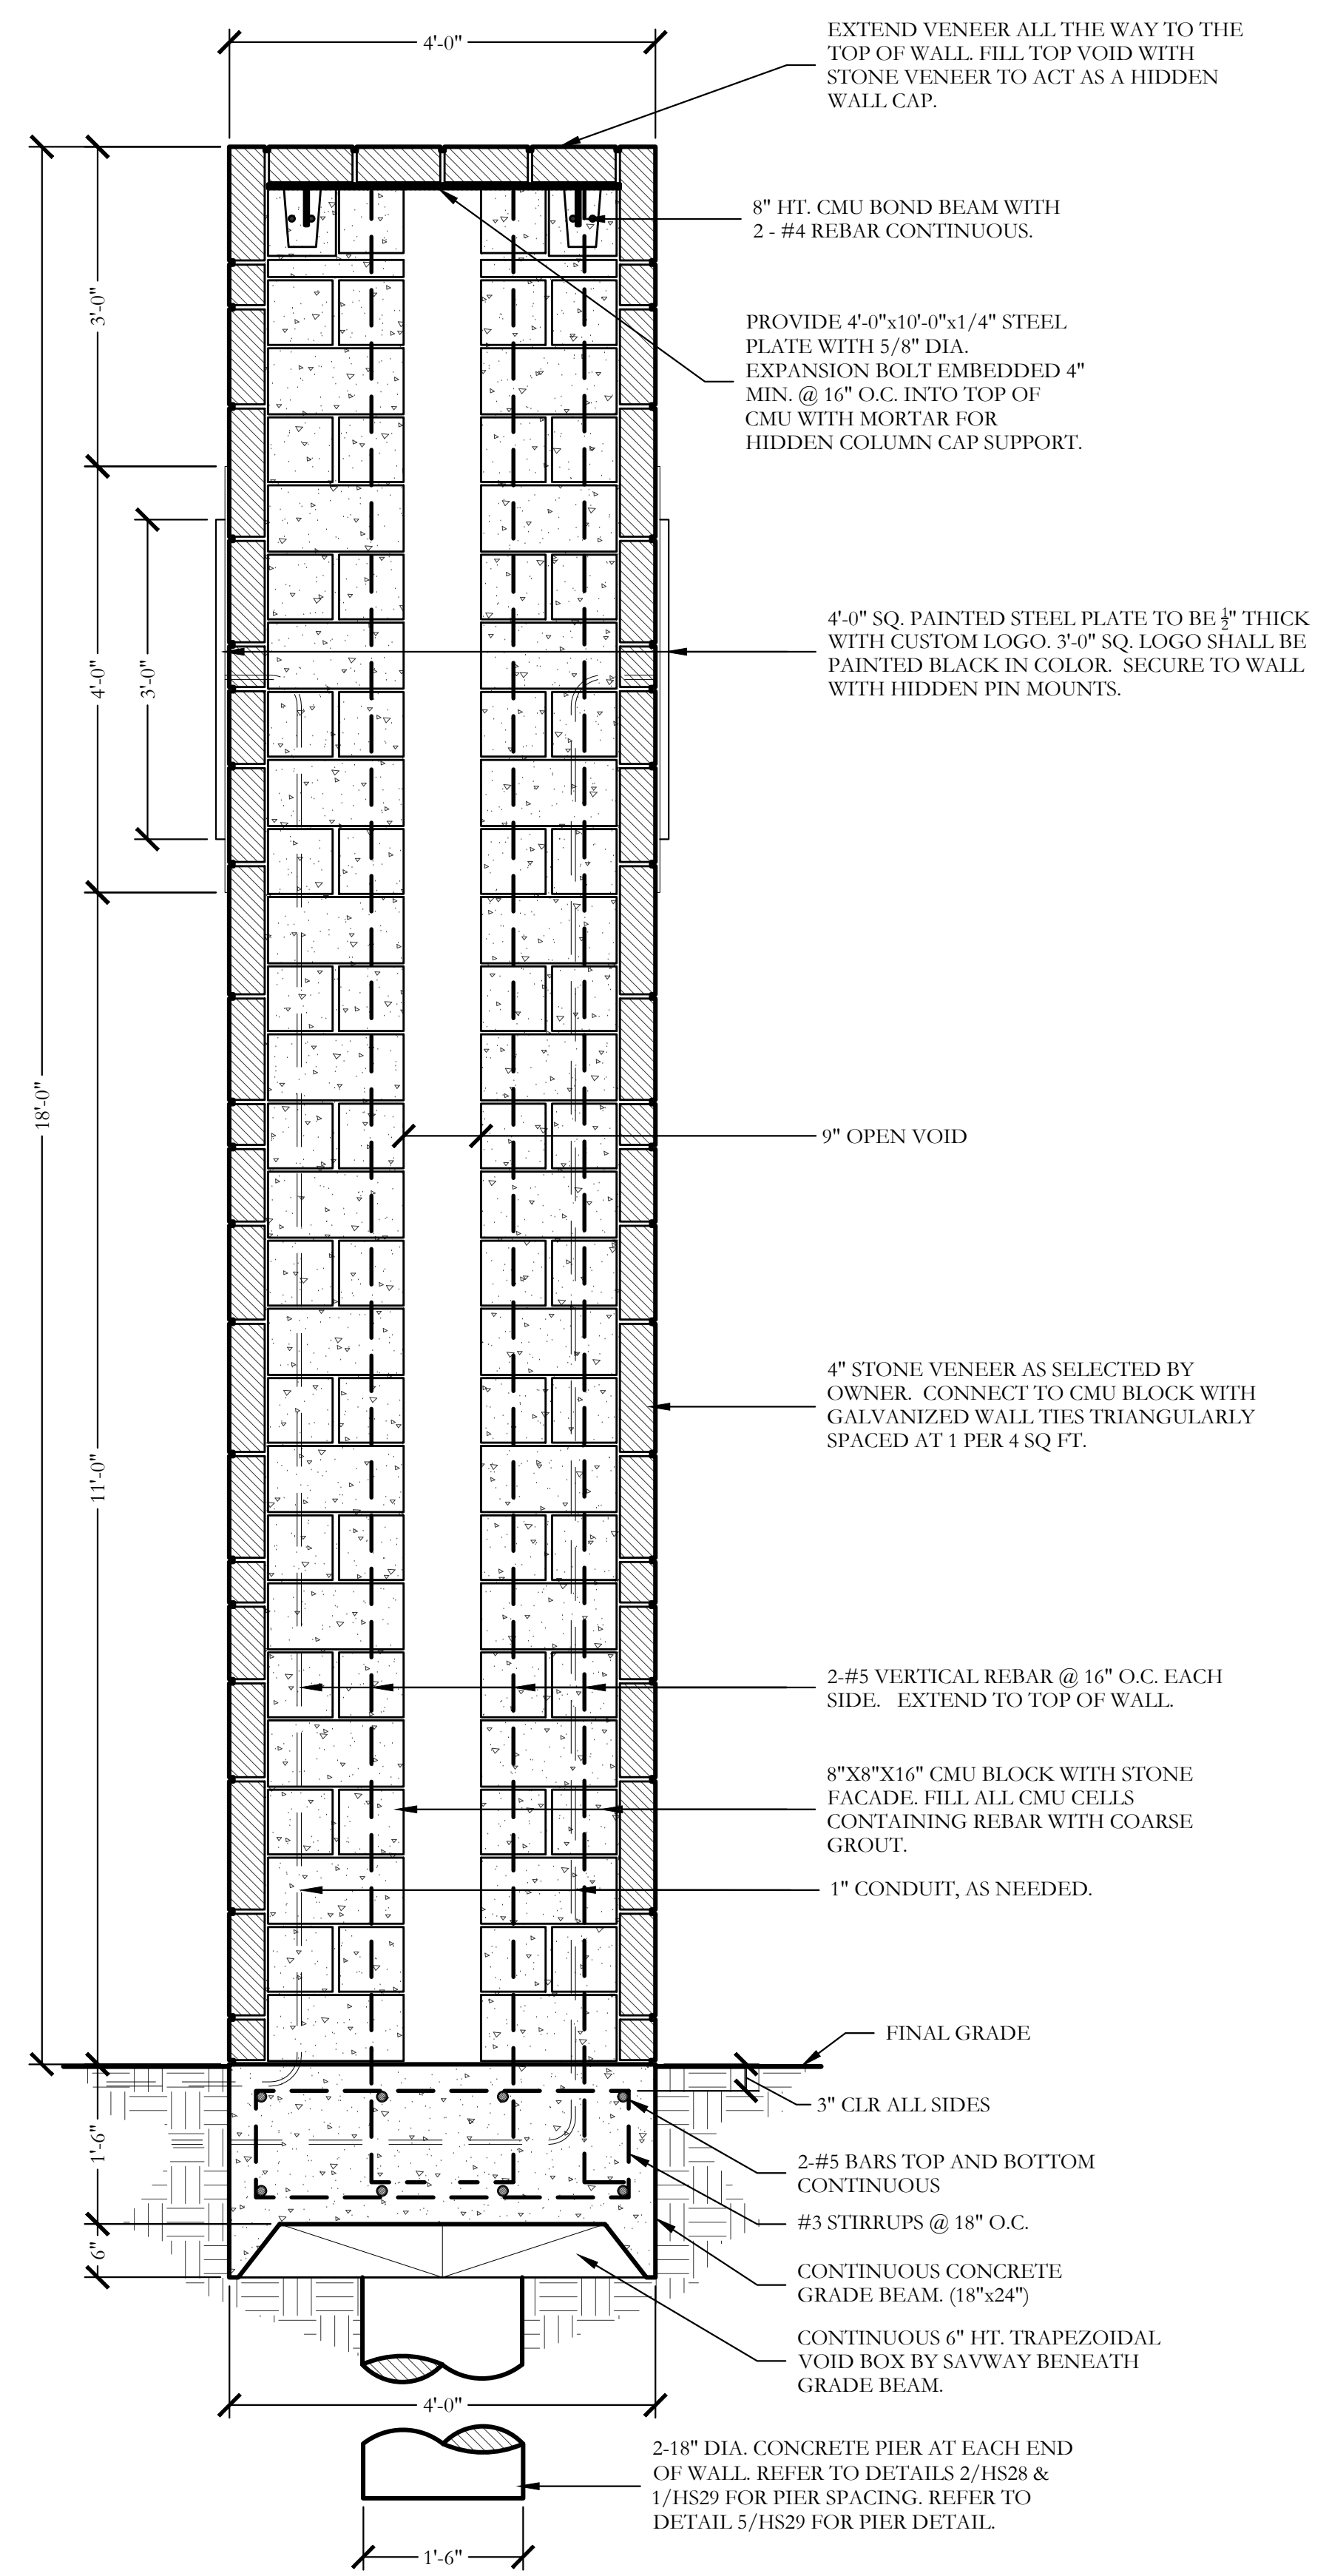 4'-0"
EXTEND VENEER ALL THE WAY TO THE
TOP OF WALL. FILL TOP VOID WITH
STONE VENEER TO ACT AS A HIDDEN
WALL CAP.
8" HT. CMU BOND BEAM WITH
2 - #4 REBAR CONTINUOUS.
3'-0"
PROVIDE 4'-0"x10'-0"x1/4" STEEL
PLATE WITH 5/8" DIA.
EXPANSION BOLT EMBEDDED 4"
MIN. @ 16" O.C. INTO TOP OF
CMU WITH MORTAR FOR
HIDDEN COLUMN CAP SUPPORT.
4'-0"
3'-0"
4'-0" SQ. PAINTED STEEL PLATE TO BE ½" THICK
WITH CUSTOM LOGO. 3'-0" SQ. LOGO SHALL BE
PAINTED BLACK IN COLOR.  SECURE TO WALL
WITH HIDDEN PIN MOUNTS.
18'-0"
9" OPEN VOID
4" STONE VENEER AS SELECTED BY
OWNER.  CONNECT TO CMU BLOCK WITH
GALVANIZED WALL TIES TRIANGULARLY
SPACED AT 1 PER 4 SQ FT.
11'-0"
2-#5 VERTICAL REBAR @ 16" O.C. EACH
SIDE.   EXTEND TO TOP OF WALL.
8"X8"X16" CMU BLOCK WITH STONE
FACADE. FILL ALL CMU CELLS
CONTAINING REBAR WITH COARSE
GROUT.
1" CONDUIT, AS NEEDED.
FINAL GRADE
3" CLR ALL SIDES
1'-6"
2-#5 BARS TOP AND BOTTOM
CONTINUOUS
#3 STIRRUPS @ 18" O.C.
6"
CONTINUOUS CONCRETE
GRADE BEAM. (18"x24")
CONTINUOUS 6" HT. TRAPEZOIDAL
VOID BOX BY SAVWAY BENEATH
GRADE BEAM.
4'-0"
2-18" DIA. CONCRETE PIER AT EACH END
OF WALL. REFER TO DETAILS 2/HS28 &
1/HS29 FOR PIER SPACING. REFER TO
DETAIL 5/HS29 FOR PIER DETAIL.
1'-6"